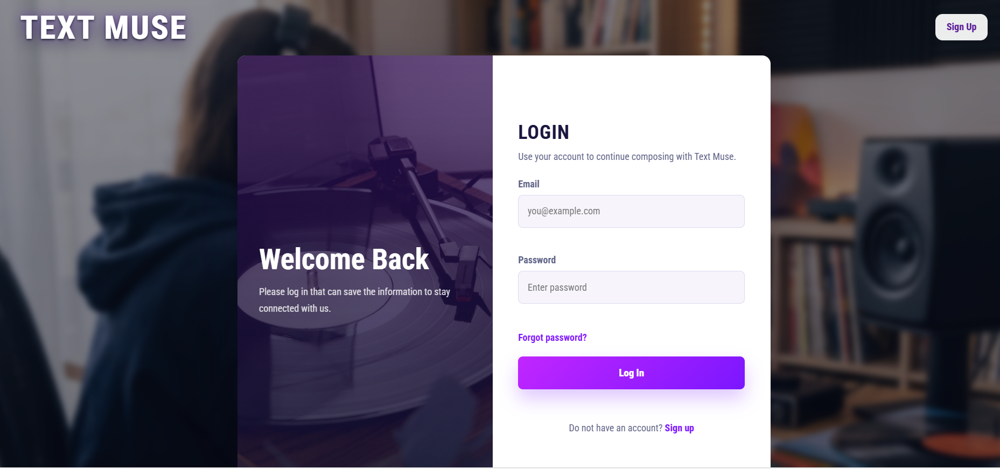 TEXT MUSE
Sign Up
Welcome Back
Please log in that can save the information to stay
connected with us.
LOGIN
Use your account to continue composing with Text Muse.
Email
you@example.com
Password
Enter password
Forgot password?
Log In
Do not have an account? Sign up